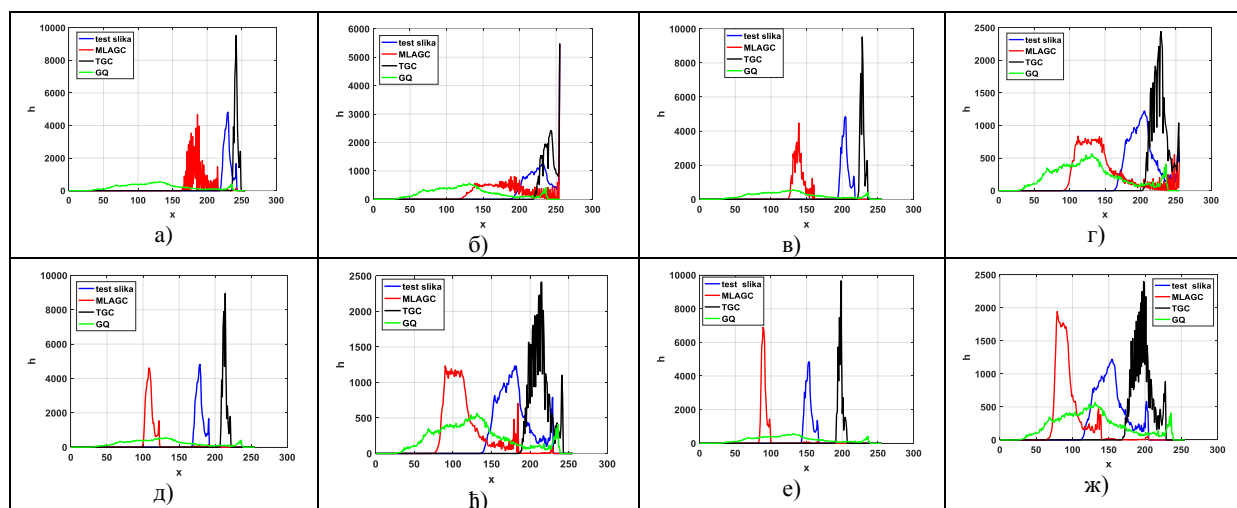 10000
8000
6000
4000
2000
0
h
test slika
MLAGC
TGC
GQ
0 50 100 150 200 250 300
x
а)
6000
5000
4000
3000
2000
1000
0
h
test slika
MLAGC
TGC
GQ
0 50 100 150 200 250 300
x
б)
10000
8000
6000
4000
2000
0
h
test slika
MLAGC
TGC
GQ
0 50 100 150 200 250 300
x
в)
2500
2000
1500
1000
500
0
h
test slika
MLAGC
TGC
GQ
0 50 100 150 200 250 300
x
г)
10000
8000
6000
4000
2000
0
h
test slika
MLAGC
TGC
GQ
0 50 100 150 200 250 300
x
д)
2500
2000
1500
1000
500
0
h
test slika
MLAGC
TGC
GQ
0 50 100 150 200 250 300
x
ђ)
10000
8000
6000
4000
2000
0
h
test slika
MLAGC
TGC
GQ
0 50 100 150 200 250 300
x
е)
2500
2000
1500
1000
500
0
h
test slika
MLAGC
TGC
GQ
0 50 100 150 200 250 300
x
ж)